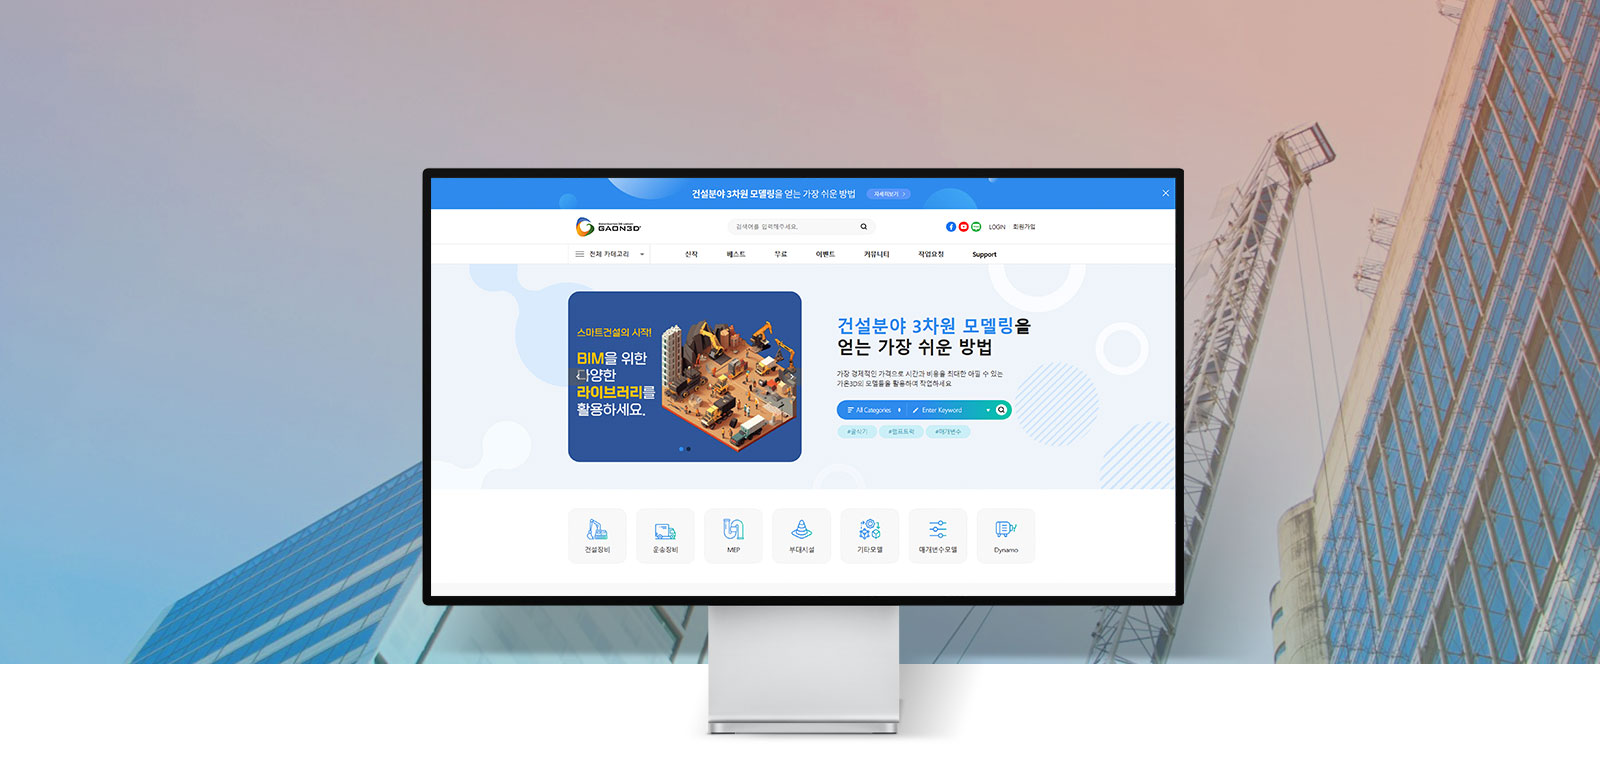 건설분야 3차원 모델링을 얻는 가장 쉬운 방법 자세히보기 >
GAON3D
검색어를 입력해주세요.
LOGIN 회원가입
전체 카테고리 신작 베스트 무료 이벤트 커뮤니티 작업요청 Support
스마트건설의 시작!
BIM을 위한
다양한
라이브러리를
활용하세요.
건설분야 3차원 모델링을
얻는 가장 쉬운 방법
가장 경제적인 가격으로 시간과 비용을 최대한 아낄 수 있는
가온3D의 모델들을 활용하여 작업하세요
All Categories Enter Keyword
#굴삭기 #덤프트럭 #매개변수
건설장비 운송장비 MEP 부대시설 기타모델 매개변수모델 Dynamo